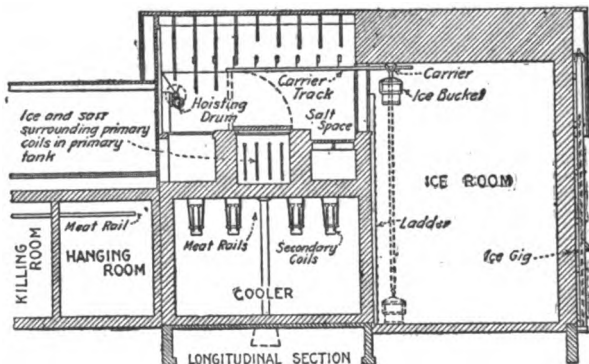 Carrier
Ice Bucket
Carrier
Track
Hoisting
Drum
Salt
Space
Ice and salt
surrounding primary
coils in primary
tank
ICE ROOM
Ladder
Ice Gig
Meat Rail
KILLING
ROOM
HANGING
ROOM
Meat Rails
Secondary
Coils
COOLER
LONGITUDINAL SECTION